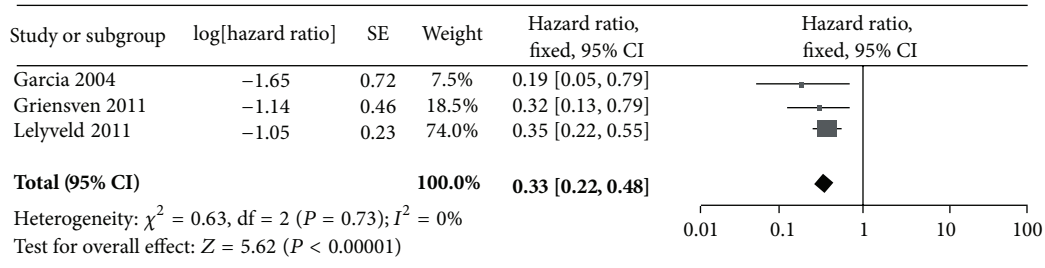 Study or subgroup log[hazard ratio] SE Weight Hazard ratio, fixed, 95% CI Hazard ratio, fixed, 95% CI
Garcia 2004 −1.65 0.72 7.5% 0.19 [0.05, 0.79]
Griensven 2011 −1.14 0.46 18.5% 0.32 [0.13, 0.79]
Lelyveld 2011 −1.05 0.23 74.0% 0.35 [0.22, 0.55]
Total (95% CI) 100.0% 0.33 [0.22, 0.48]
Heterogeneity: χ² = 0.63, df = 2 (P = 0.73); I² = 0%
Test for overall effect: Z = 5.62 (P < 0.00001)
0.01 0.1 1 10 100